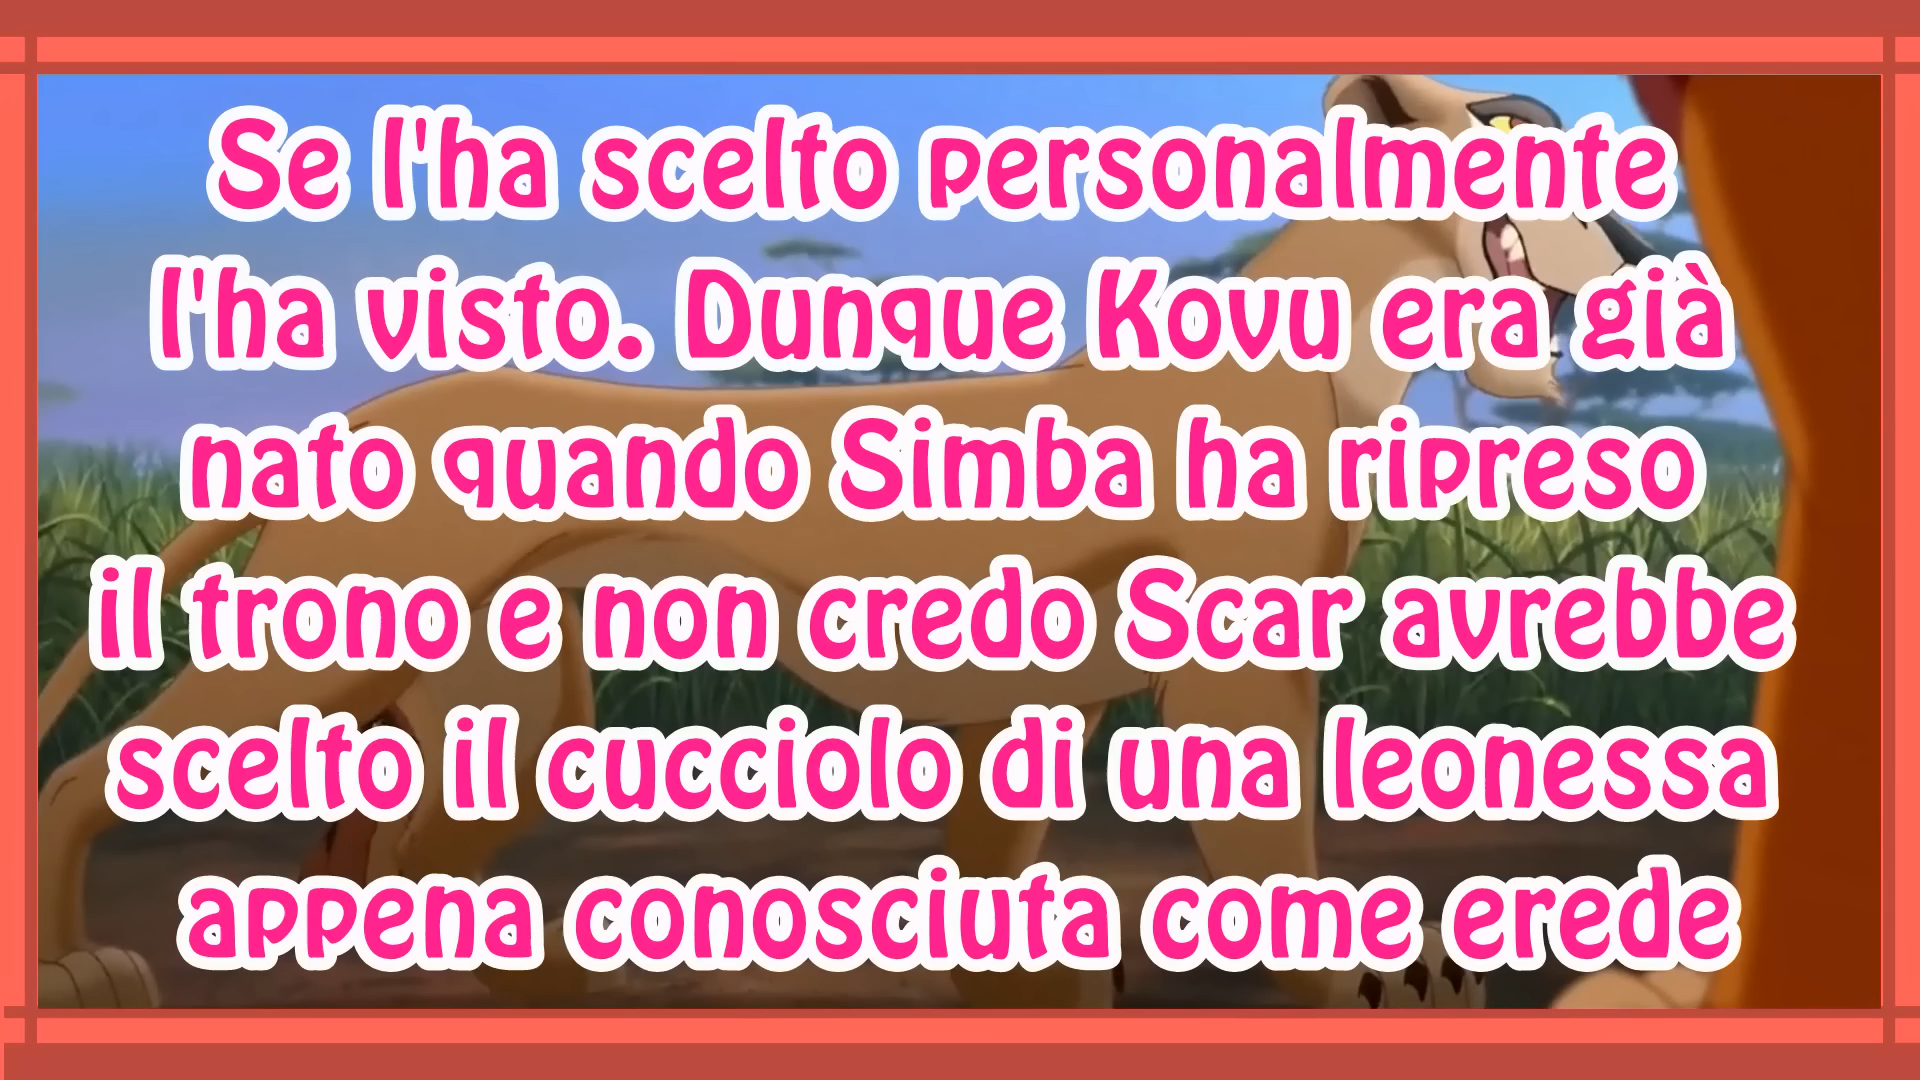 Se l'ha scelto personalmente
l'ha visto. Dunque Kovu era già
nato quando Simba ha ripreso
il trono e non credo Scar avrebbe
scelto il cucciolo di una leonessa
appena conosciuta come erede